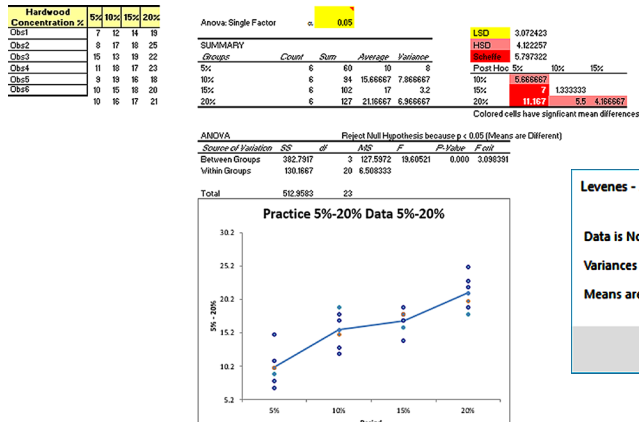 Hardwood
Concentration % 5% 10% 15% 20%
Obs1 7 12 14 19
Obs2 8 17 18 25
Obs3 15 13 19 22
Obs4 11 18 17 23
Obs5 9 19 16 18
Obs6 10 15 18 20
10 16 17 21
Anova: Single Factor α 0.05
SUMMARY
Groups Count Sum Average Variance
5% 6 60 10 8
10% 6 94 15.66667 7.866667
15% 6 102 17 3.2
20% 6 127 21.16667 6.966667
LSD 3.072423
HSD 4.122257
Scheffe 5.797322
Post Hoc 5% 10% 15%
10% 5.666667
15% 7 1.333333
20% 11.167 5.5 4.166667
Colored cells have signficant mean differences
ANOVA Reject Null Hypothesis because p < 0.05 (Means are Different)
Source of Variation SS df MS F P-Value F crit
Between Groups 382.7917 3 127.5972 19.60521 0.000 3.098391
Within Groups 130.1667 20 6.508333
Total 512.9583 23
Practice 5%-20% Data 5%-20%
30.2
25.2
20.2
15.2
10.2
5.2
5% - 20%
5% 10% 15% 20%
Period
Levenes -
Data is No
Variances
Means are